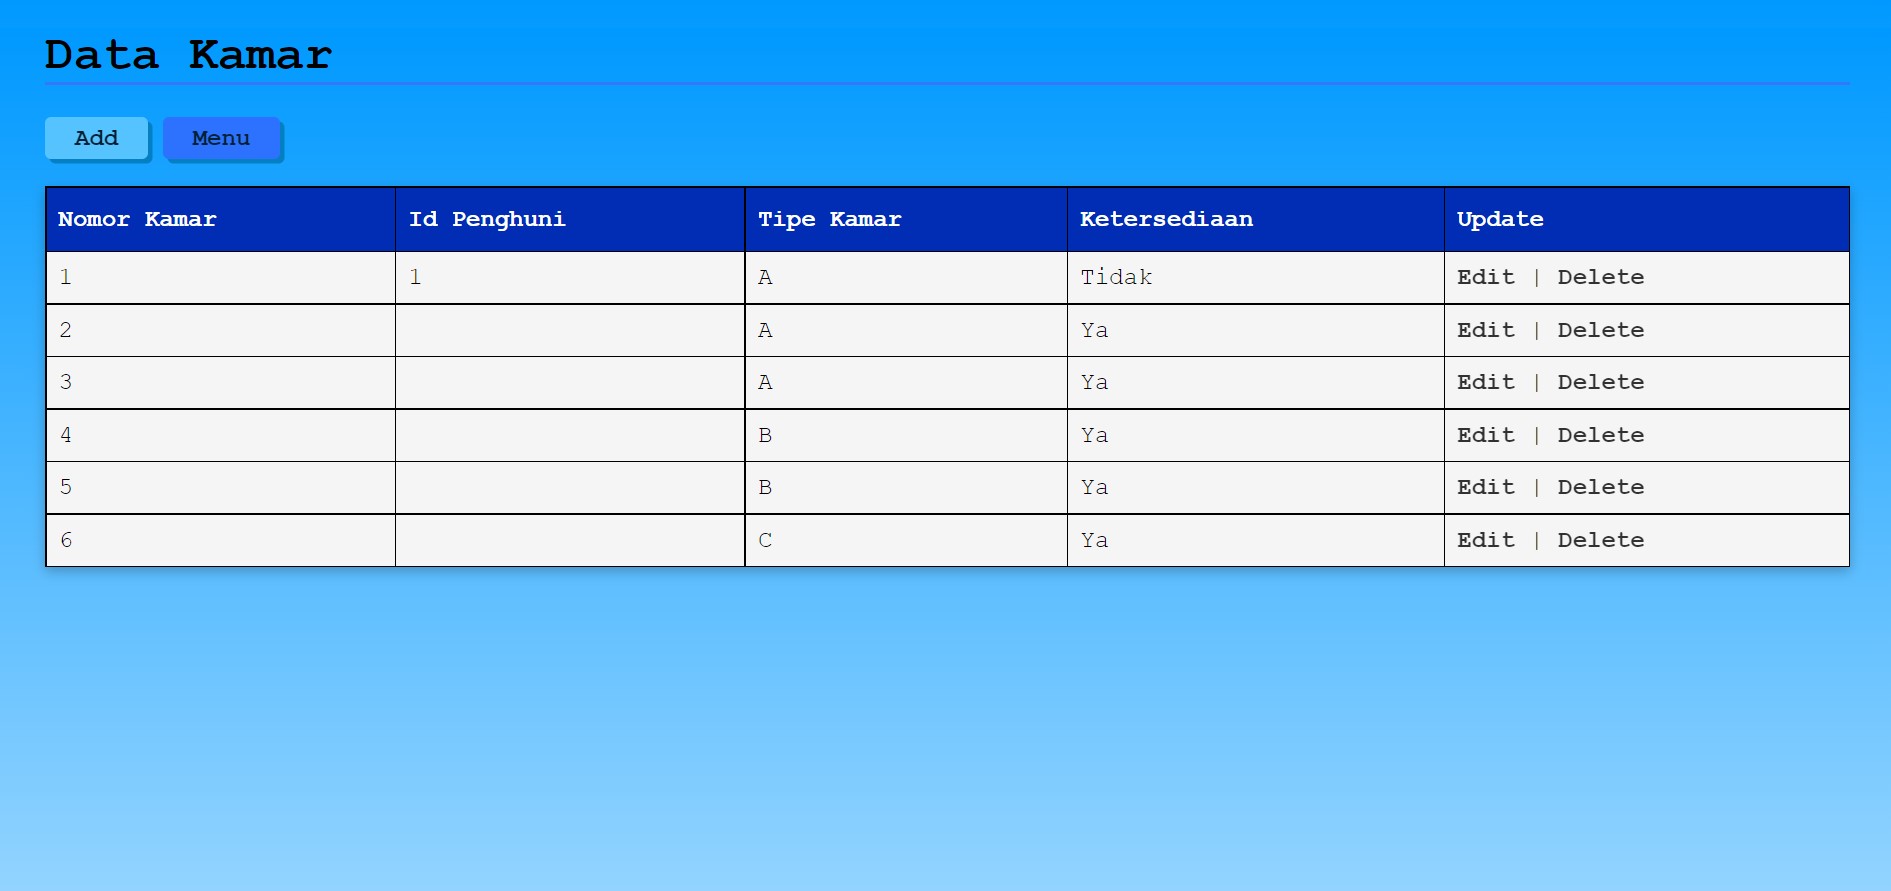 Data Kamar
Add Menu
Nomor Kamar Id Penghuni Tipe Kamar Ketersediaan Update
1 1 A Tidak Edit | Delete
2 A Ya Edit | Delete
3 A Ya Edit | Delete
4 B Ya Edit | Delete
5 B Ya Edit | Delete
6 C Ya Edit | Delete